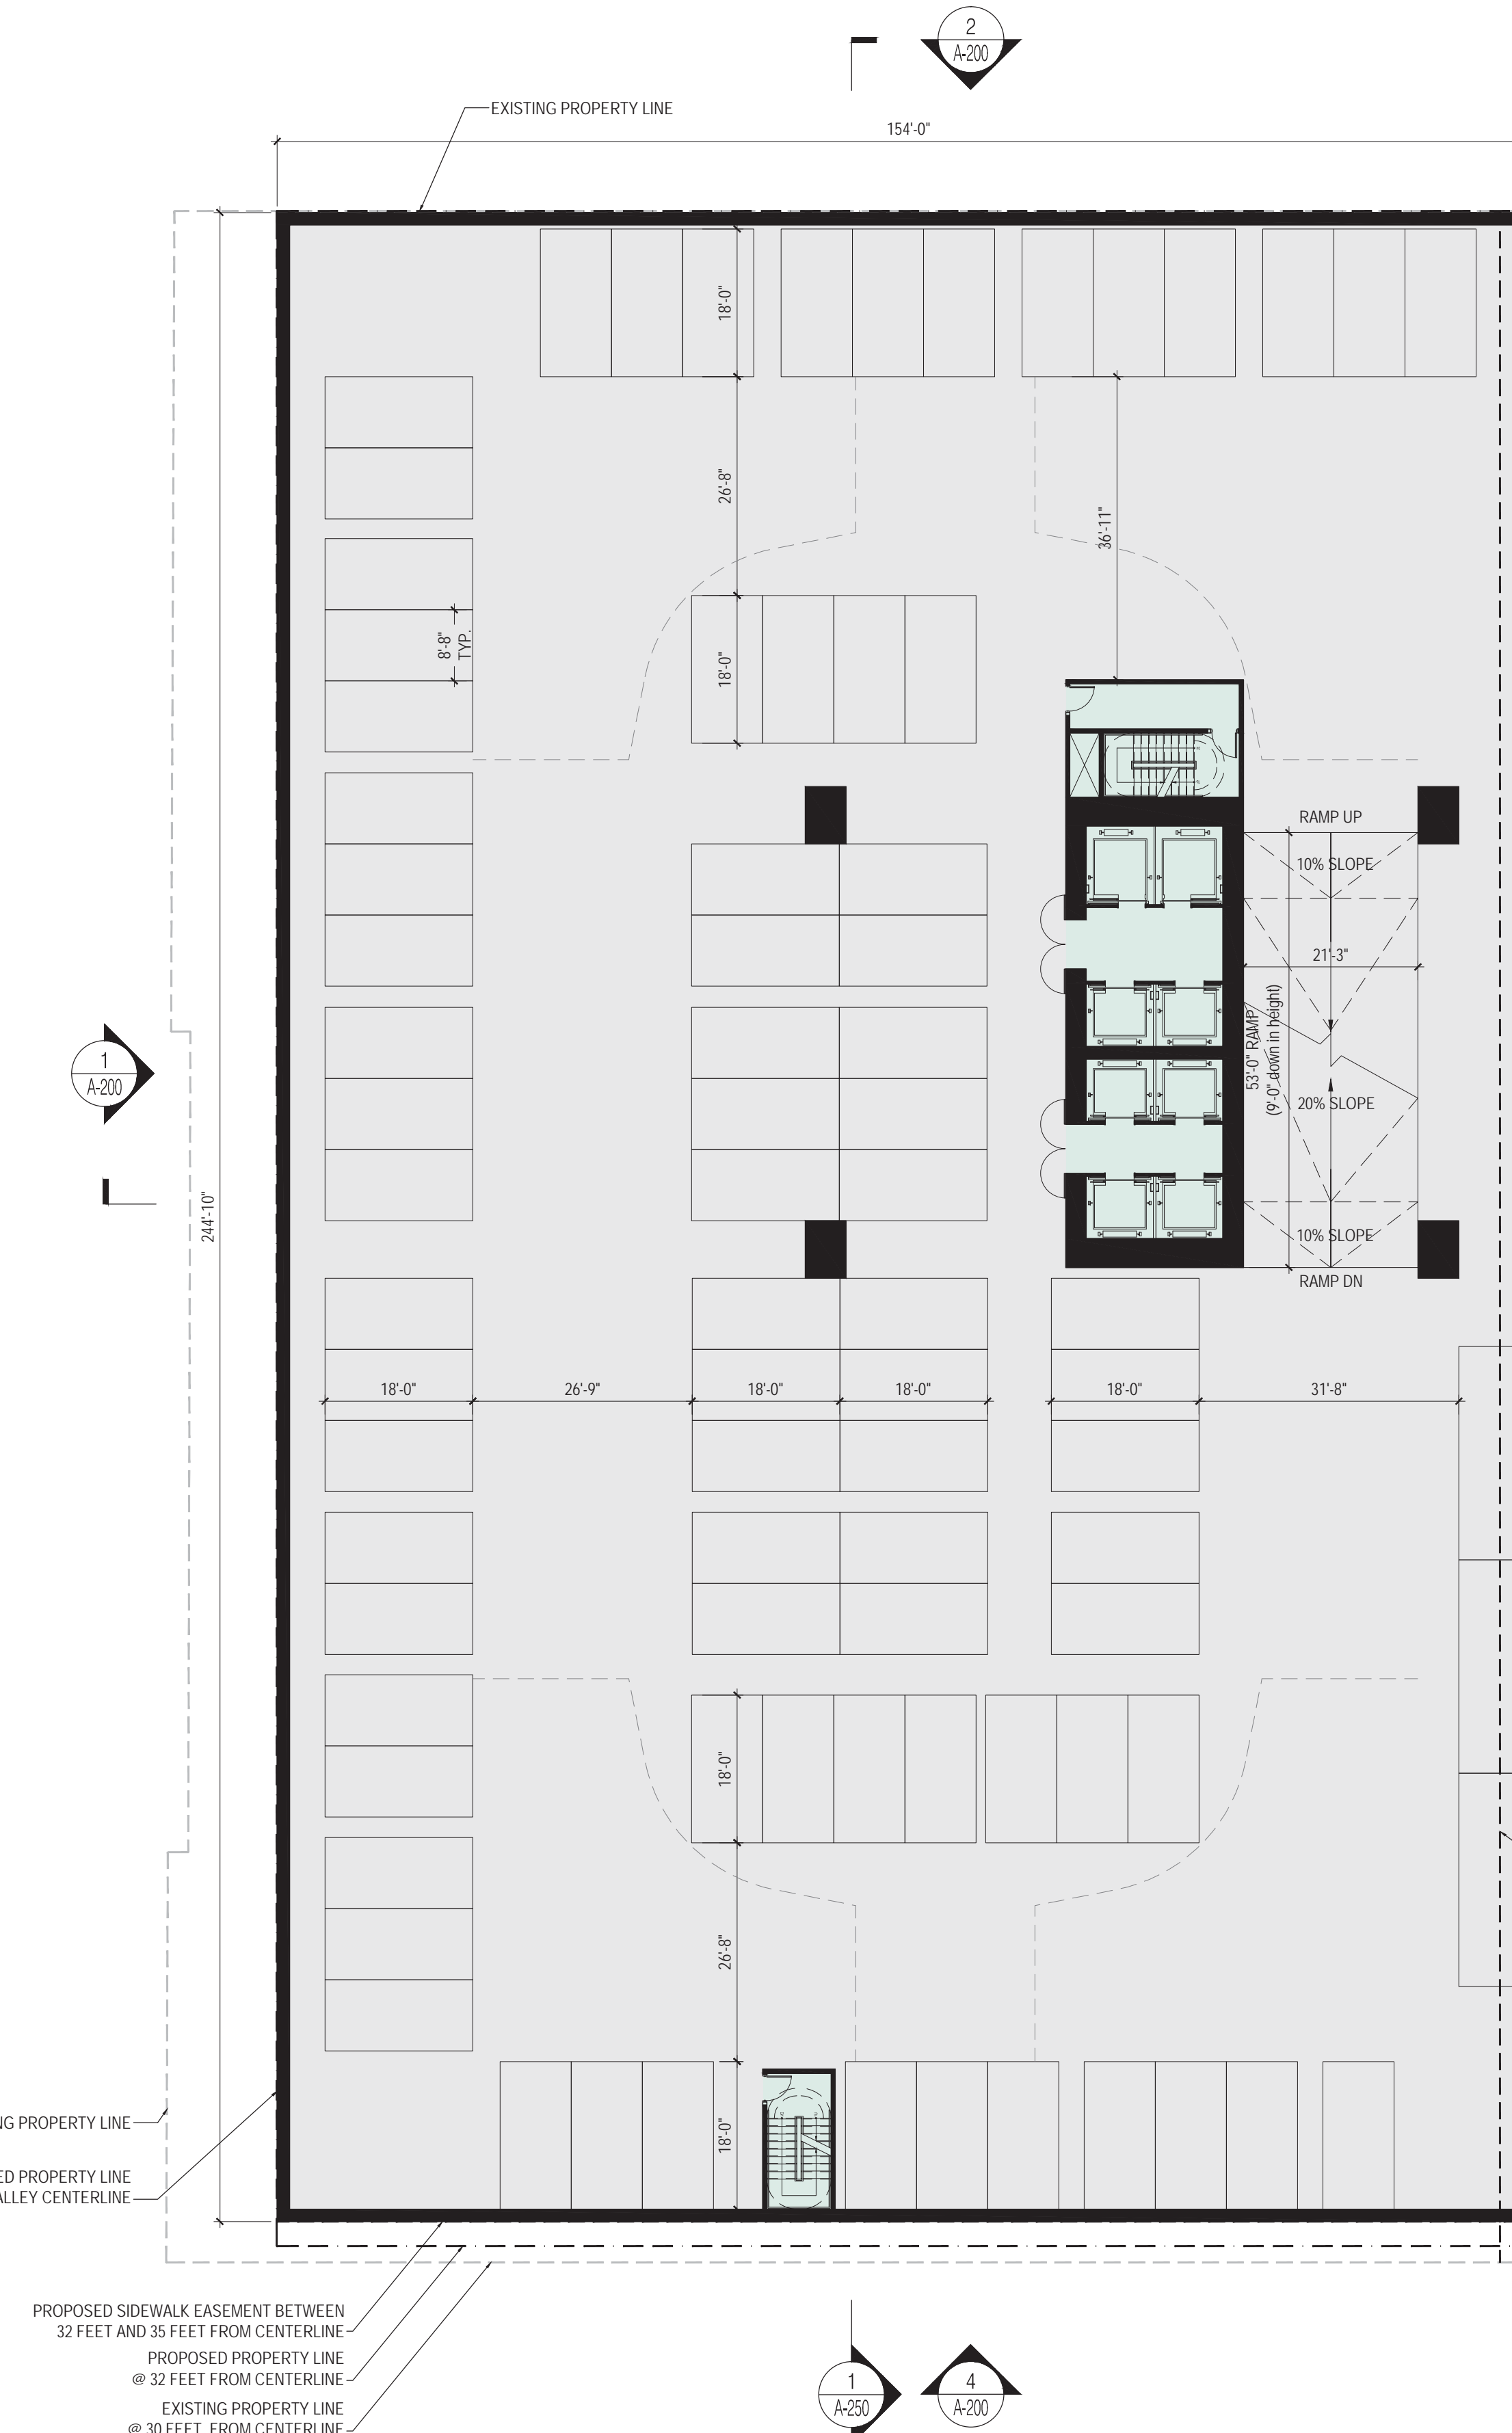 2
A-200
EXISTING PROPERTY LINE
154'-0"
18'-0"
26'-8"
36'-11"
8'-8"
TYP.
18'-0"
RAMP UP
10% SLOPE
21'-3"
53'-0" RAMP
(9'-0" down in height)
1
A-200
20% SLOPE
244'-10"
10% SLOPE
RAMP DN
18'-0"
26'-9"
18'-0"
18'-0"
18'-0"
31'-8"
18'-0"
26'-8"
18'-0"
PROPERTY LINE
PROPERTY LINE
ALLEY CENTERLINE
PROPOSED SIDEWALK EASEMENT BETWEEN
32 FEET AND 35 FEET FROM CENTERLINE
PROPOSED PROPERTY LINE
@ 32 FEET FROM CENTERLINE
EXISTING PROPERTY LINE
@ 30 FEET FROM CENTERLINE
1
A-250
4
A-200